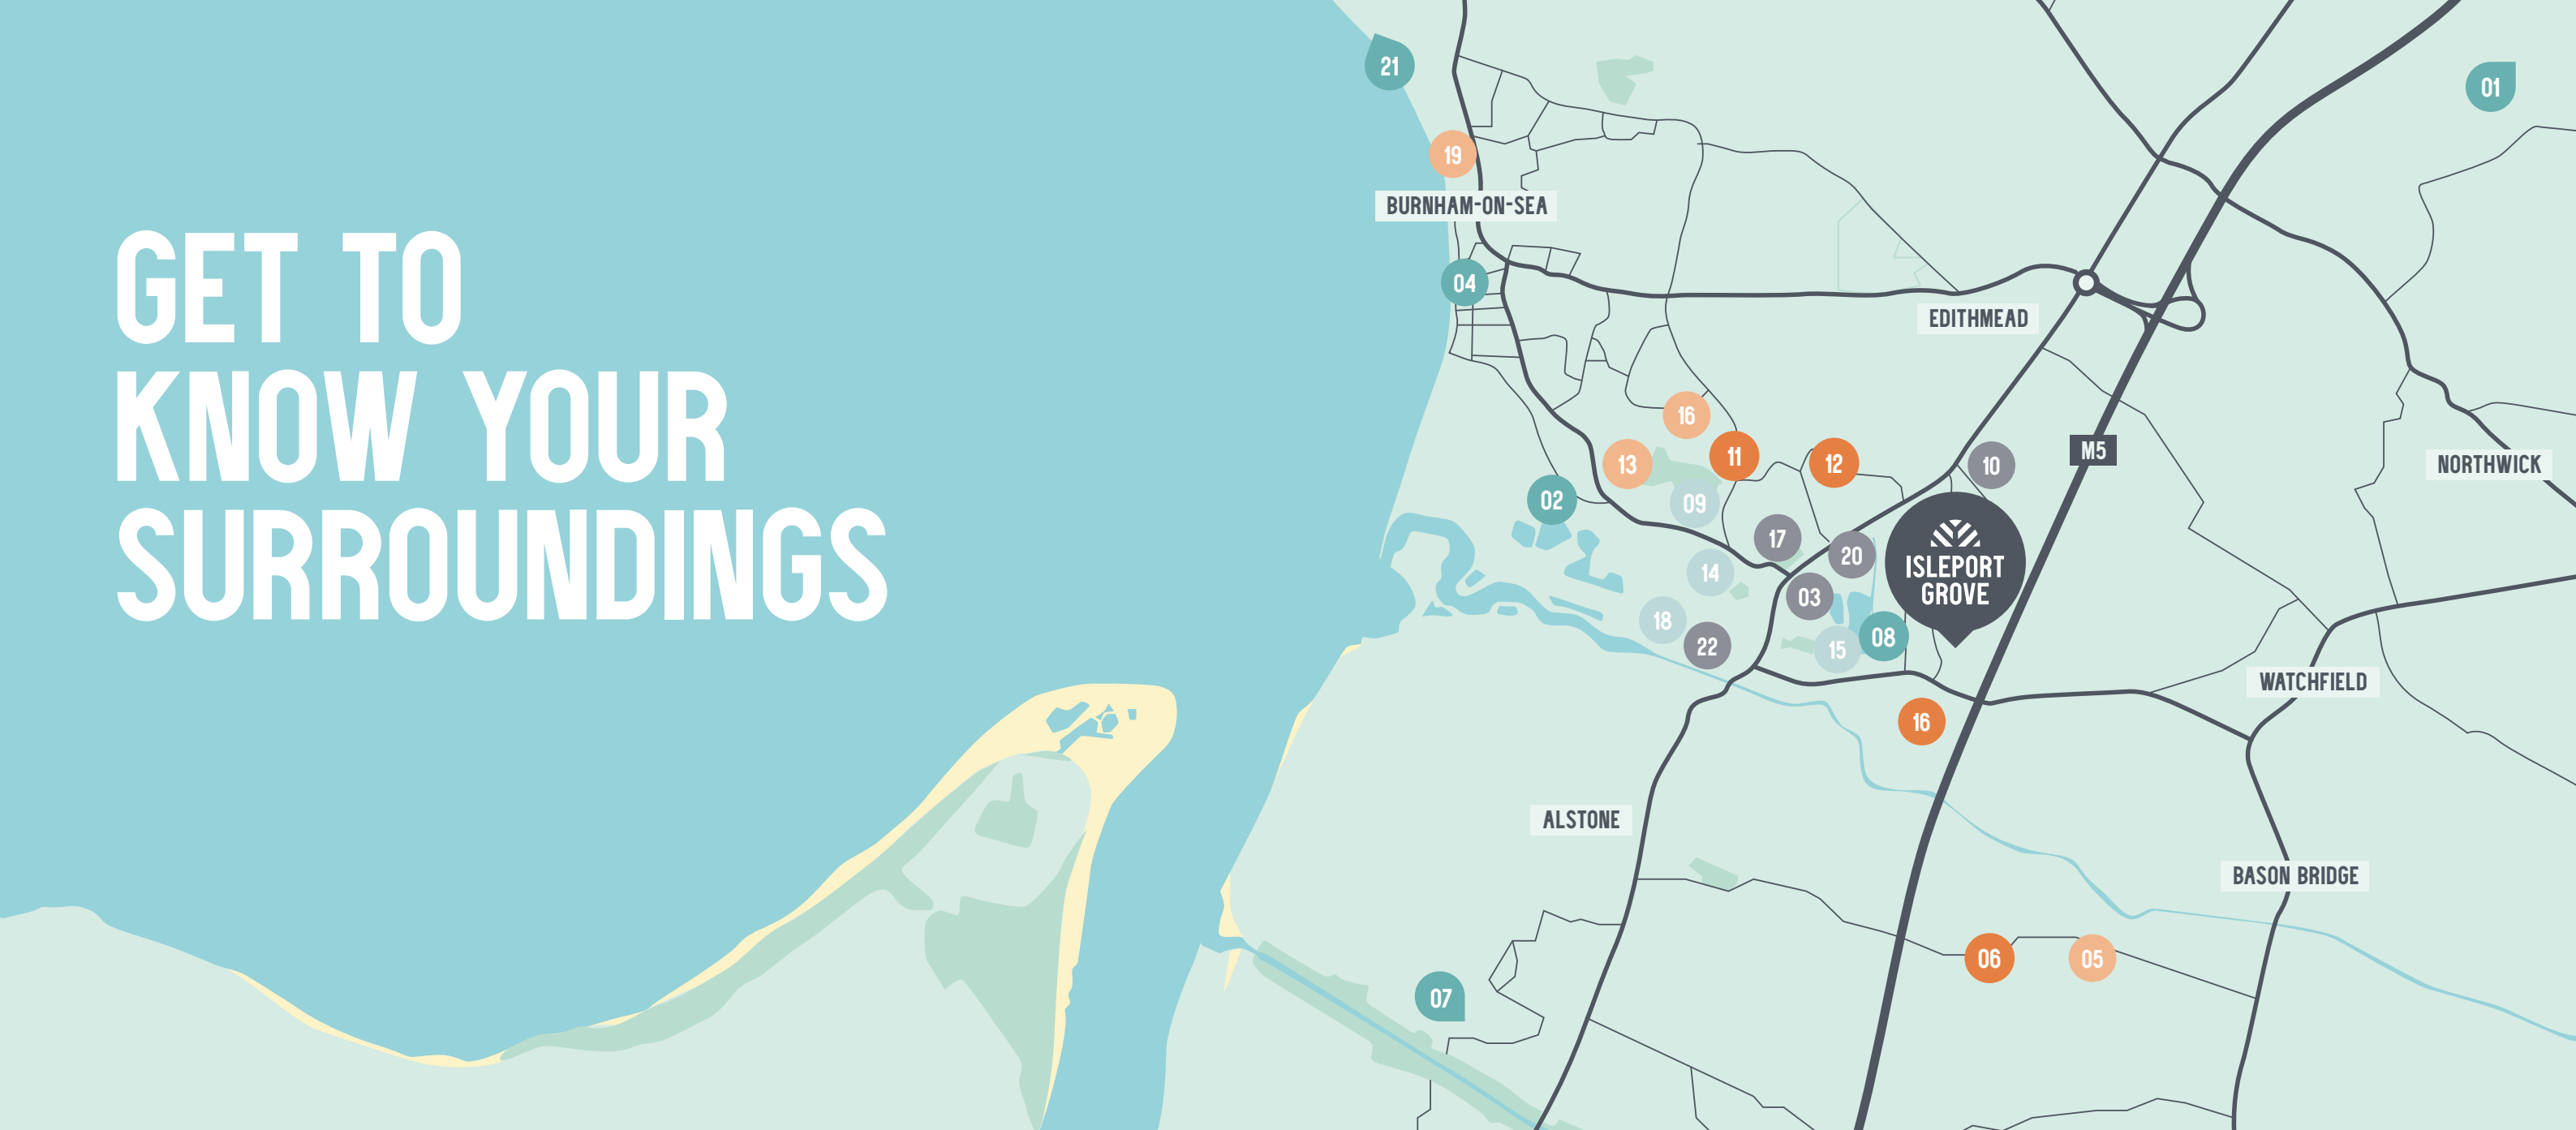 GET TO
KNOW YOUR
SURROUNDINGS
21
01
19
BURNHAM-ON-SEA
04
EDITHMEAD
16
M5
11
12
13
10
NORTHWICK
02
09
17
20
ISLEPORT
GROVE
14
03
18
08
22
15
WATCHFIELD
16
ALSTONE
BASON BRIDGE
06
05
07